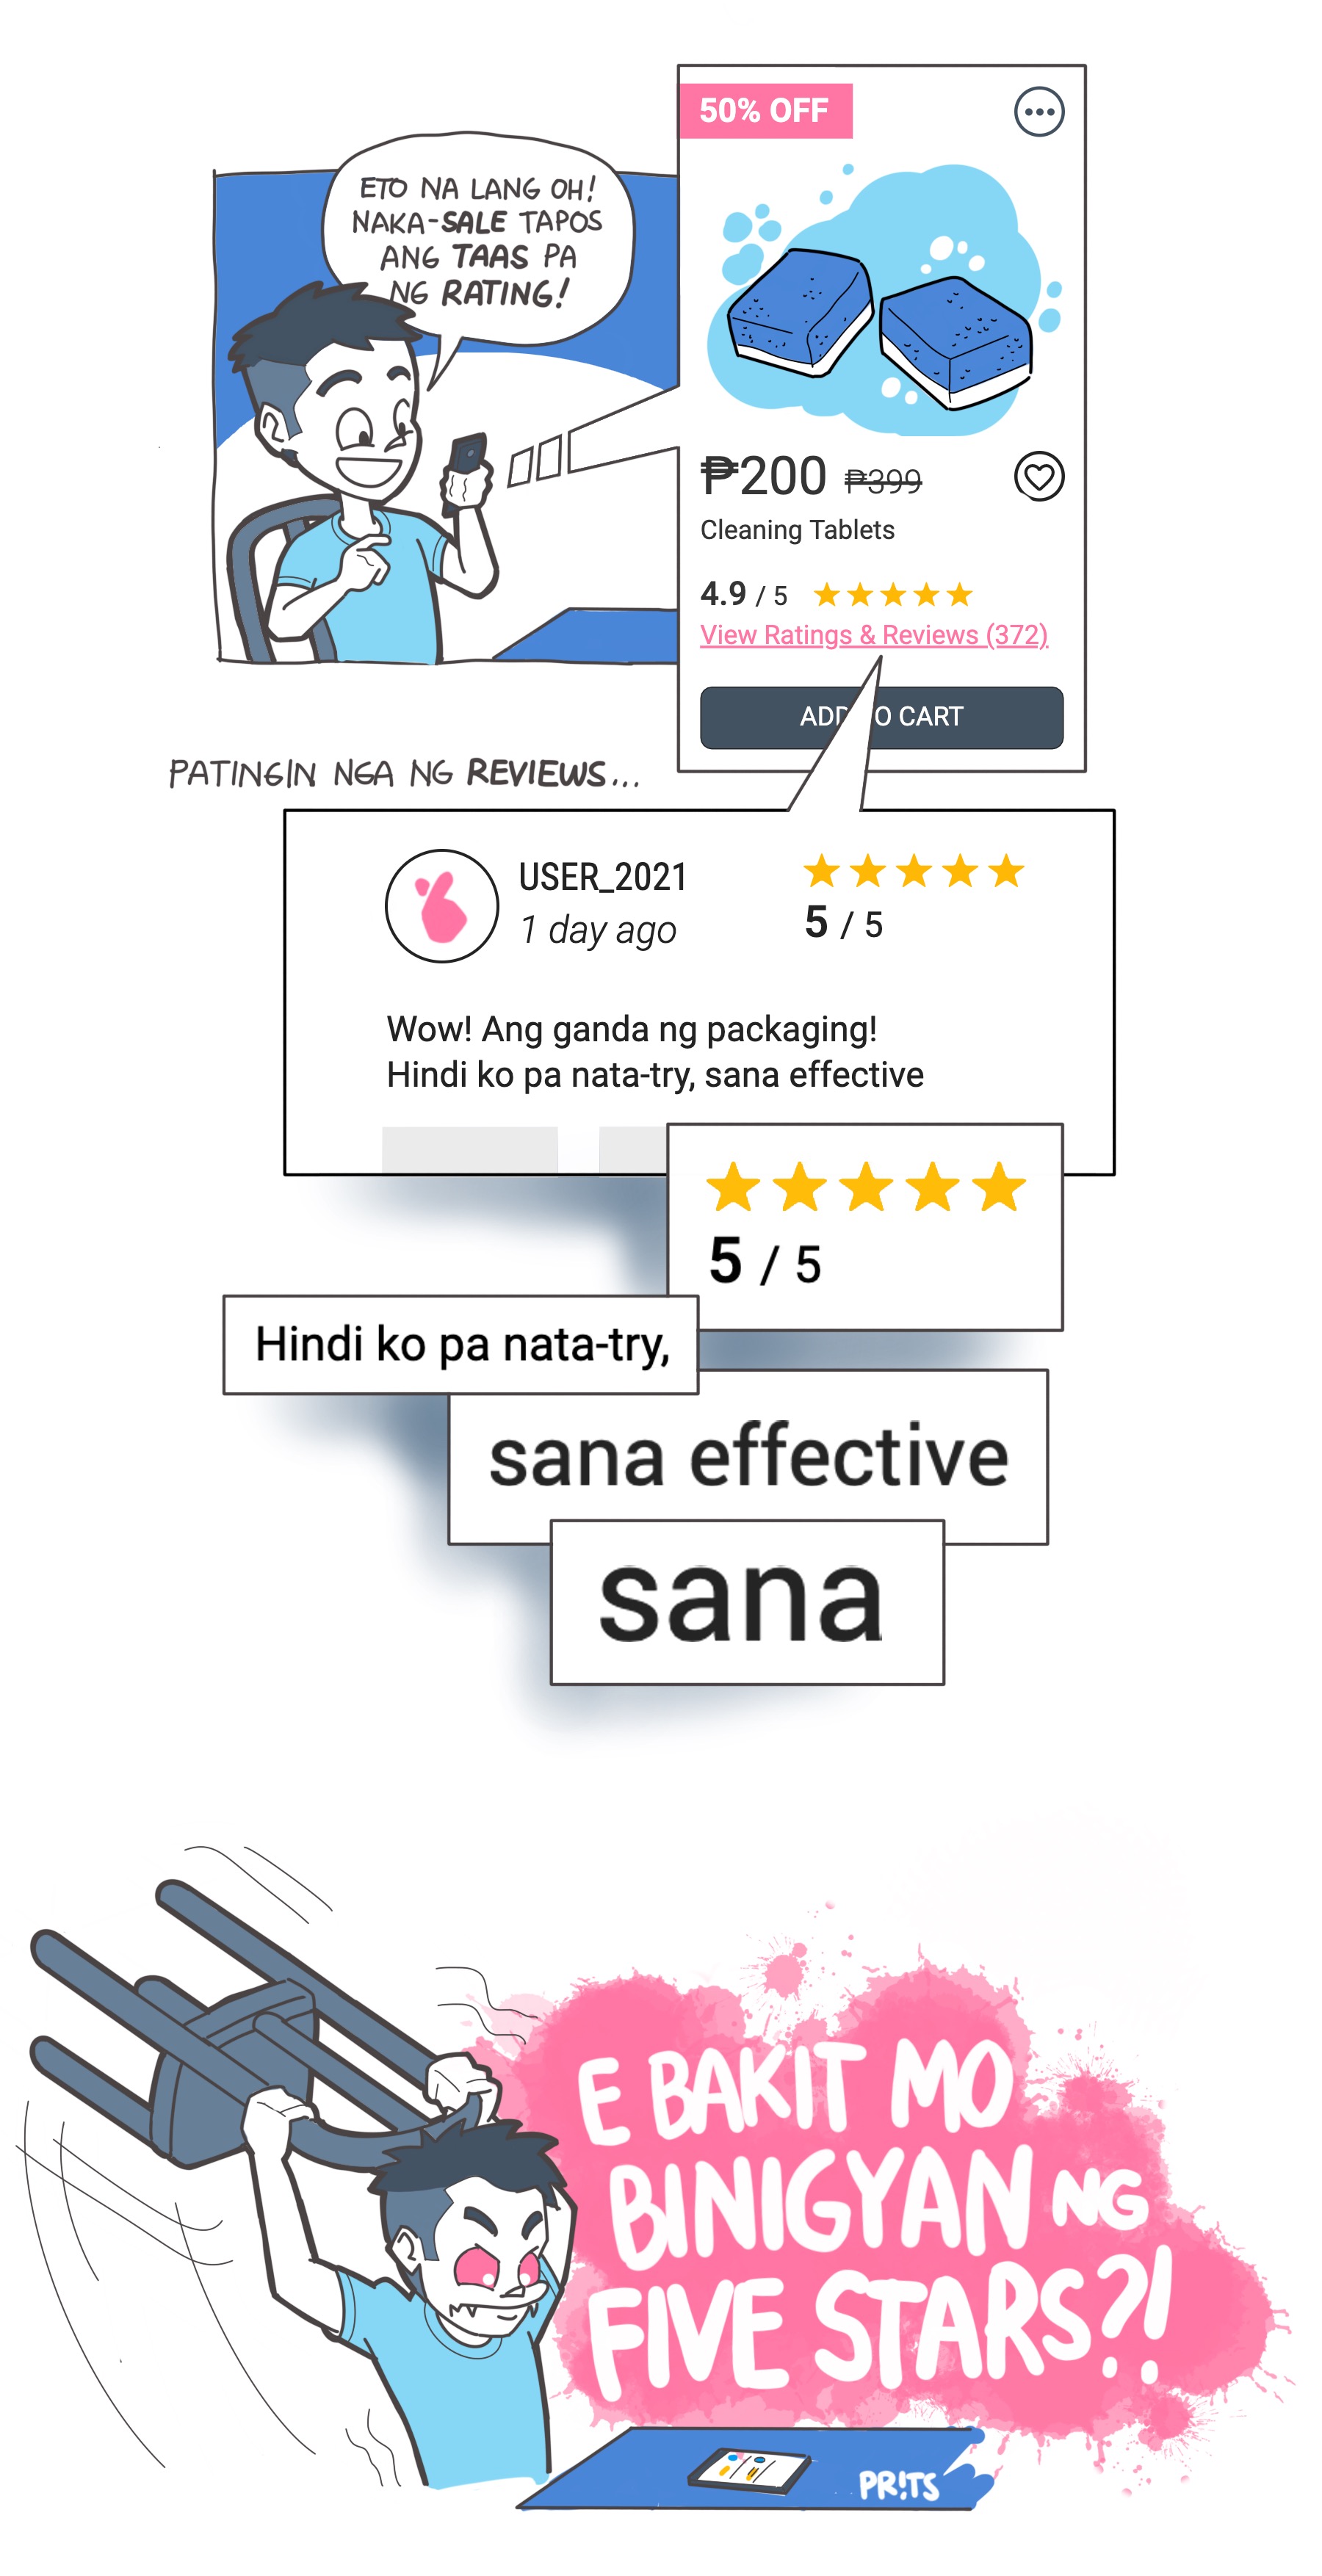 50% OFF
ETO NA LANG OH!
NAKA-SALE TAPOS
ANG TAAS PA
NG RATING!
₱200 ₱399
Cleaning Tablets
4.9 / 5
View Ratings & Reviews (372)
ADD TO CART
PATINGIN NGA NG REVIEWS...
USER_2021
1 day ago
5 / 5
Wow! Ang ganda ng packaging!
Hindi ko pa nata-try, sana effective
5 / 5
Hindi ko pa nata-try,
sana effective
sana
E BAKIT MO
BINIGYAN NG
FIVE STARS?!
PR!TS